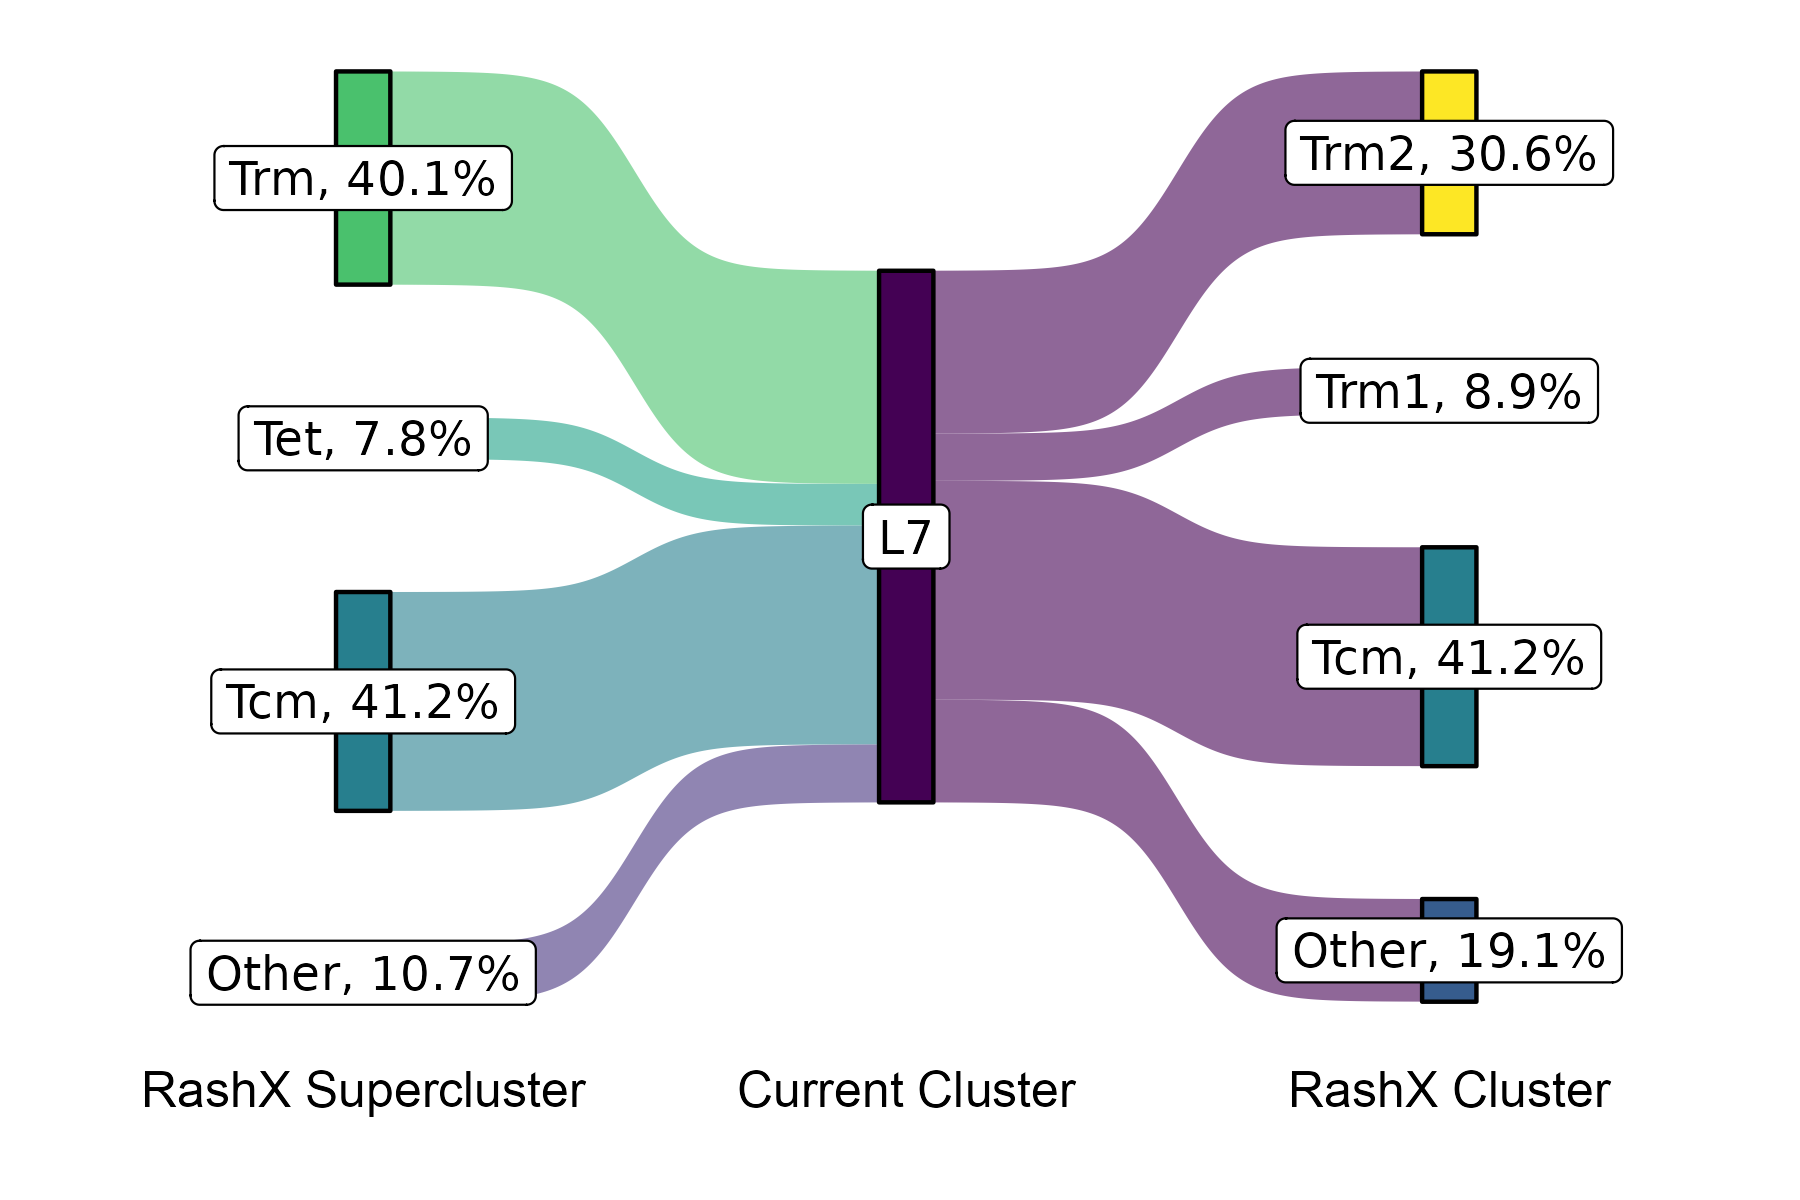 Trm, 40.1%
Tet, 7.8%
Tcm, 41.2%
Other, 10.7%
L7
Trm2, 30.6%
Trm1, 8.9%
Tcm, 41.2%
Other, 19.1%
RashX Supercluster
Current Cluster
RashX Cluster